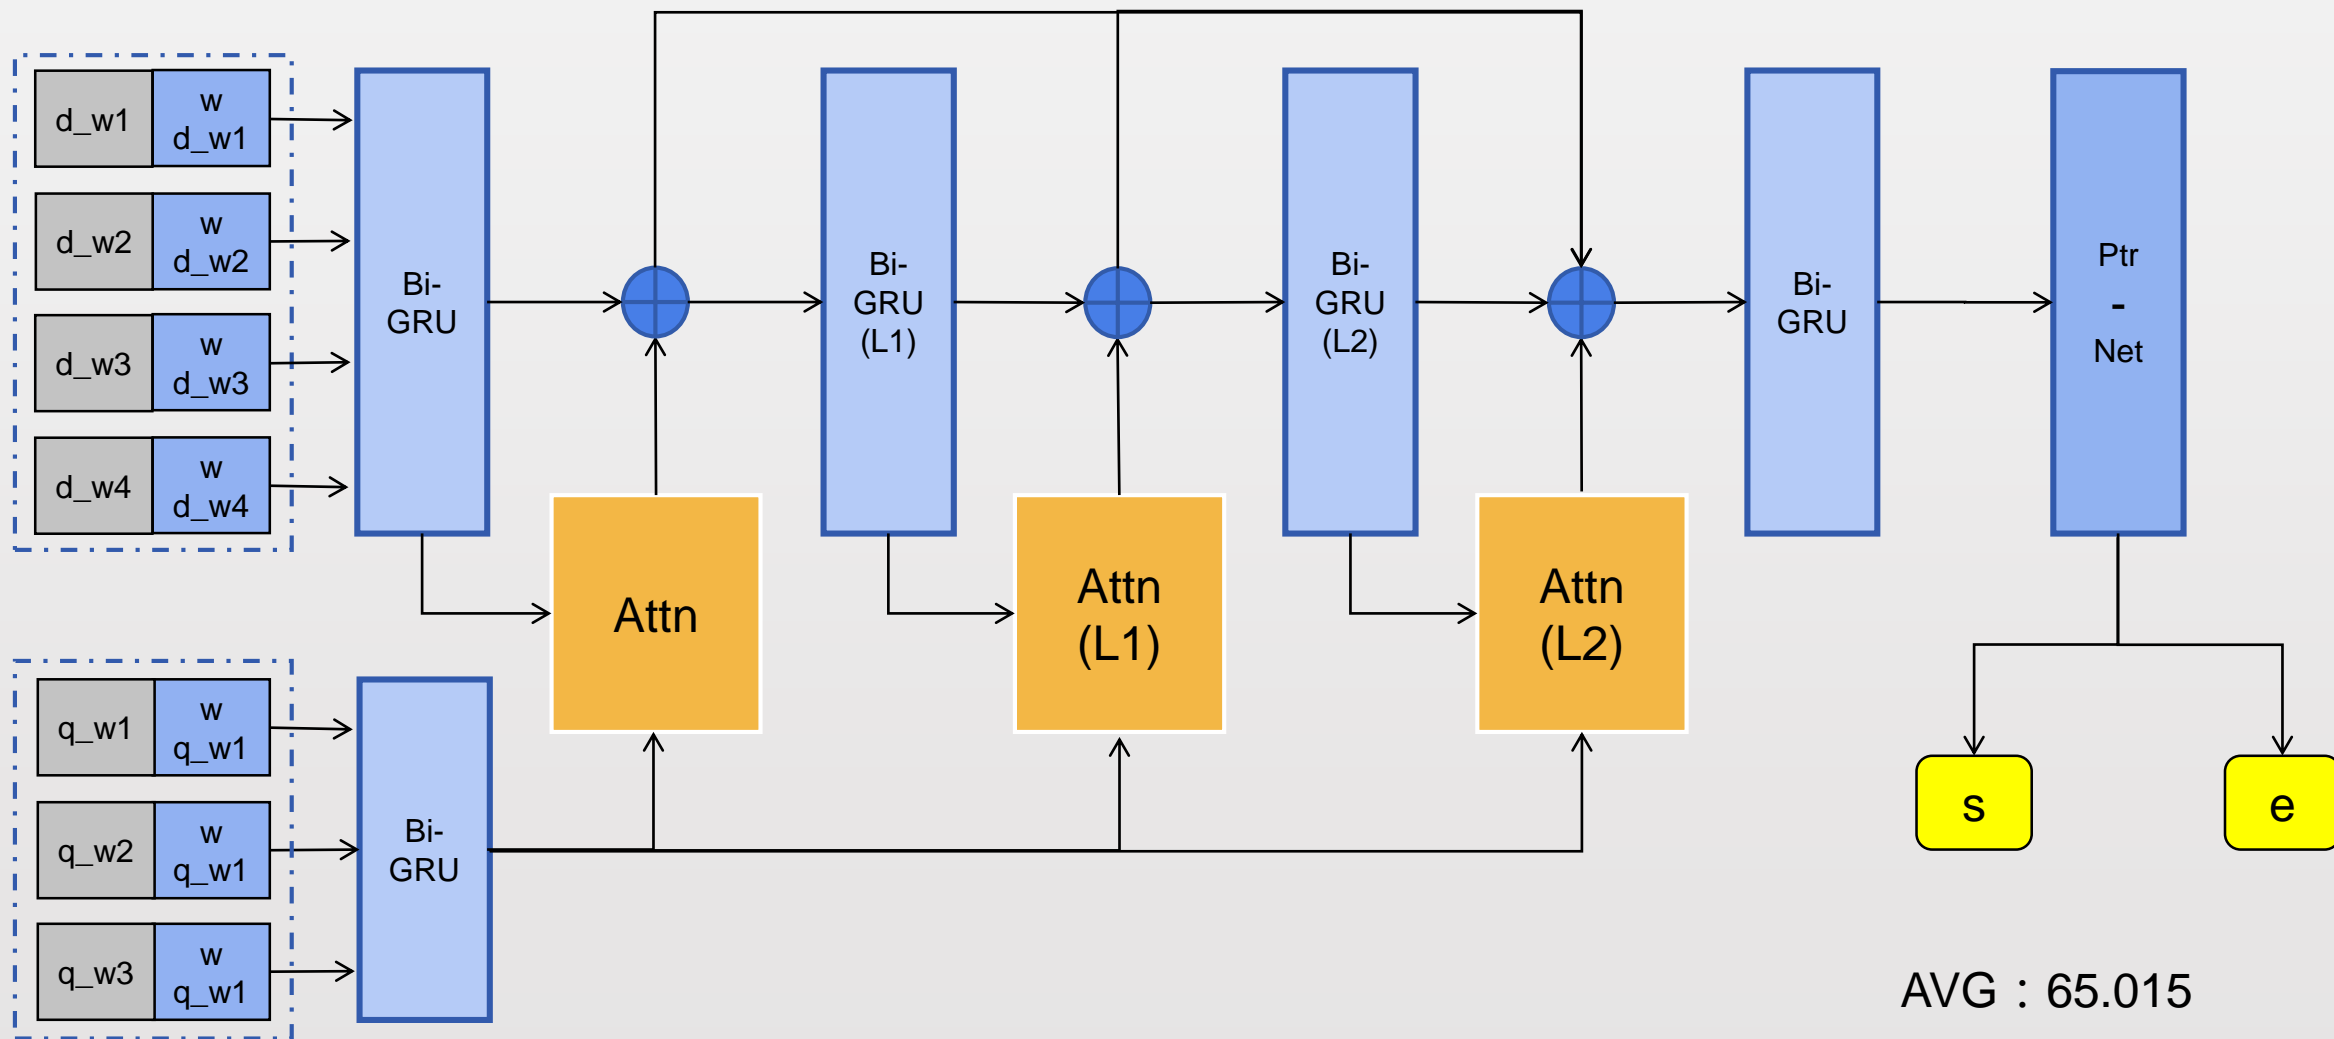 d_w1
w
d_w1
d_w2
w
d_w2
d_w3
w
d_w3
d_w4
w
d_w4
Bi-
GRU
Bi-
GRU
(L1)
Bi-
GRU
(L2)
Bi-
GRU
Ptr
-
Net
Attn
Attn
(L1)
Attn
(L2)
q_w1
w
q_w1
q_w2
w
q_w1
q_w3
w
q_w1
Bi-
GRU
s
e
AVG：65.015